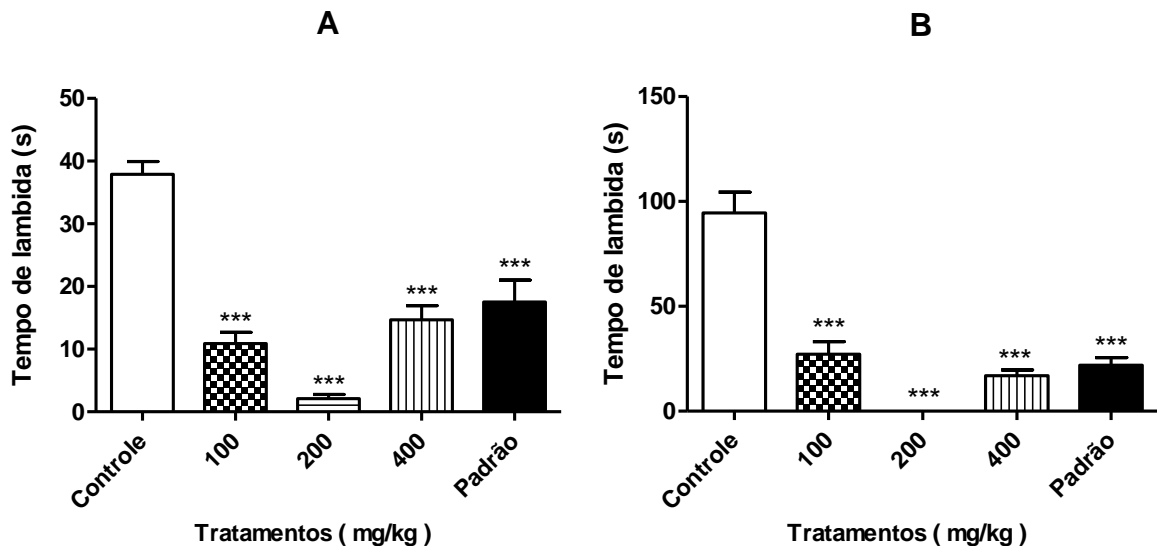 A
Tempo de lambida (s)
50
40
30
20
10
0
***
***
***
***
Controle
100
200
400
Padrão
Tratamentos ( mg/kg )
B
Tempo de lambida (s)
150
100
50
0
***
***
***
***
Controle
100
200
400
Padrão
Tratamentos ( mg/kg )